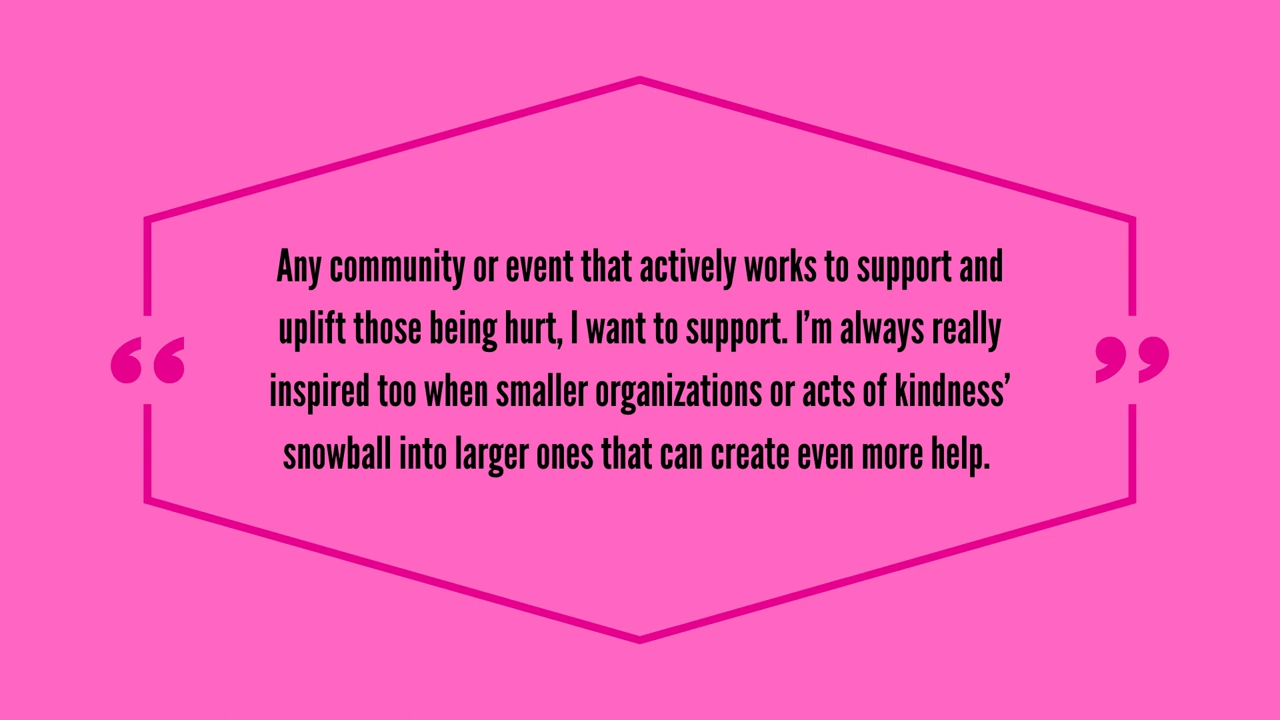 Any community or event that actively works to support and
uplift those being hurt, I want to support. I’m always really
inspired too when smaller organizations or acts of kindness’
snowball into larger ones that can create even more help.